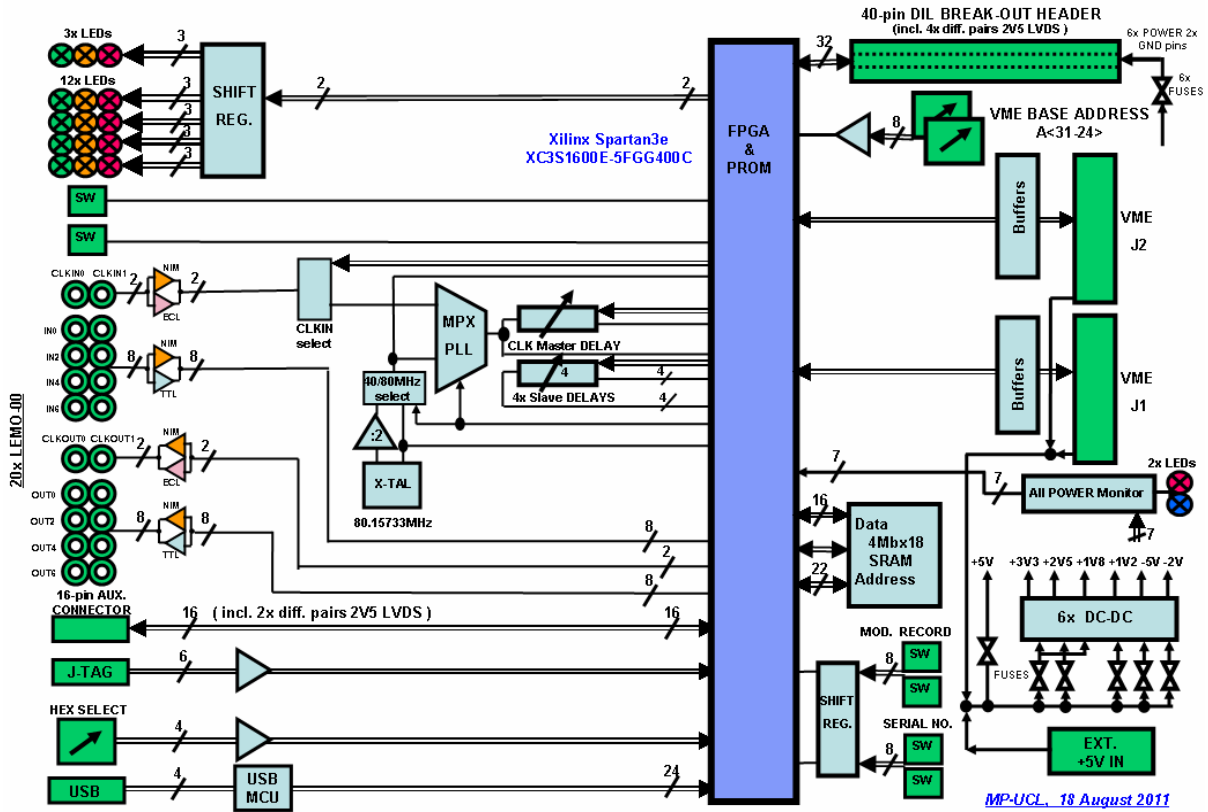 3x LEDs
3
12x LEDs
3
3
3
3
SHIFT
REG.
2
2
Xilinx Spartan3e
XC3S1600E-5FGG400C
FPGA
&
PROM
40-pin DIL BREAK-OUT HEADER
(incl. 4x diff. pairs 2V5 LVDS )
32
6x POWER 2x
GND pins
6x
FUSES
8
VME BASE ADDRESS
A<31-24>
Buffers
VME
J2
Buffers
VME
J1
SW
SW
20x LEMO-00
CLKIN0 CLKIN1
2
NIM
ECL
2
CLKIN
select
IN0
IN2
IN4
IN6
8
NIM
TTL
8
MPX
PLL
CLK Master DELAY
4
4
4x Slave DELAYS
4
40/80MHz
select
:2
X-TAL
80.15733MHz
CLKOUT0 CLKOUT1
2
NIM
ECL
2
OUT0
OUT2
OUT4
OUT6
8
NIM
TTL
8
8
2
8
7
7
All POWER Monitor
2x LEDs
7
16
22
Data
4Mbx18
SRAM
Address
+5V
+3V3 +2V5 +1V8 +1V2 -5V -2V
6x DC-DC
FUSES
EXT.
+5V IN
16-pin AUX.
CONNECTOR
16
( incl. 2x diff. pairs 2V5 LVDS )
16
J-TAG
6
HEX SELECT
4
USB
4
USB
MCU
24
MOD. RECORD
8
SW
SW
SHIFT
REG.
SERIAL NO.
8
SW
SW
MP-UCL, 18 August 2011